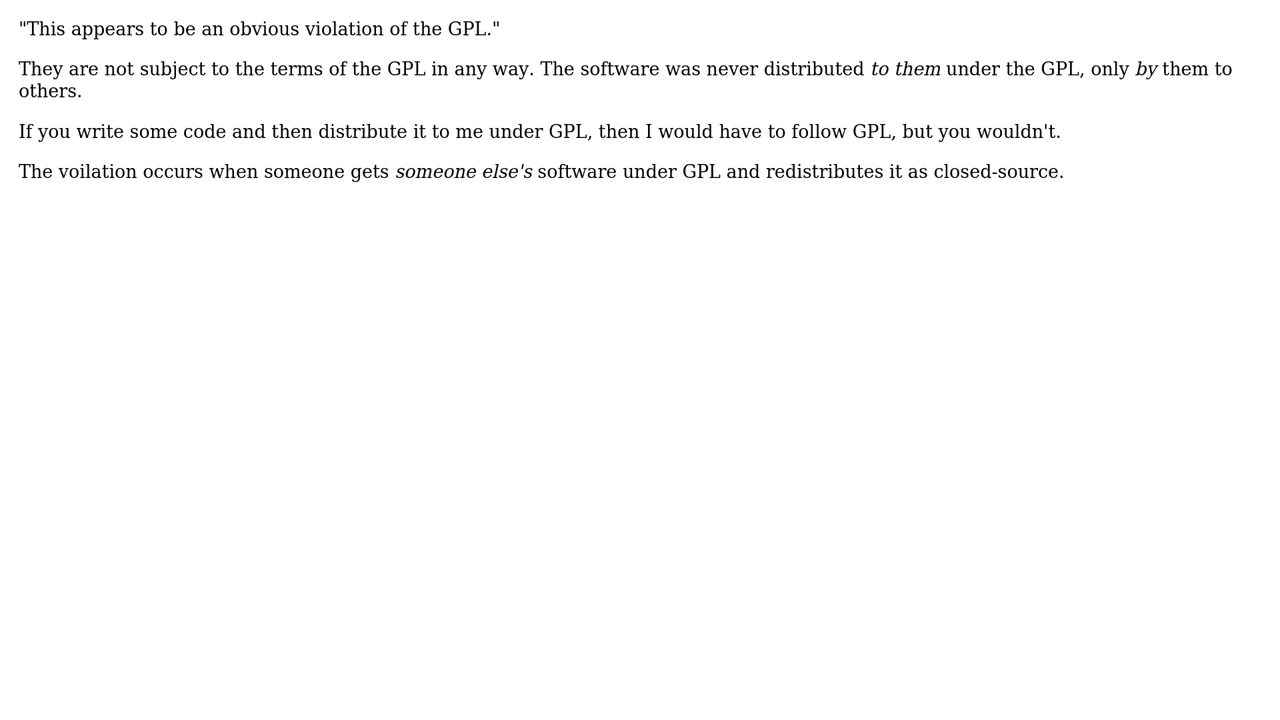 "This appears to be an obvious violation of the GPL."
They are not subject to the terms of the GPL in any way. The software was never distributed to them under the GPL, only by them to
others.
If you write some code and then distribute it to me under GPL, then I would have to follow GPL, but you wouldn't.
The voilation occurs when someone gets someone else's software under GPL and redistributes it as closed-source.